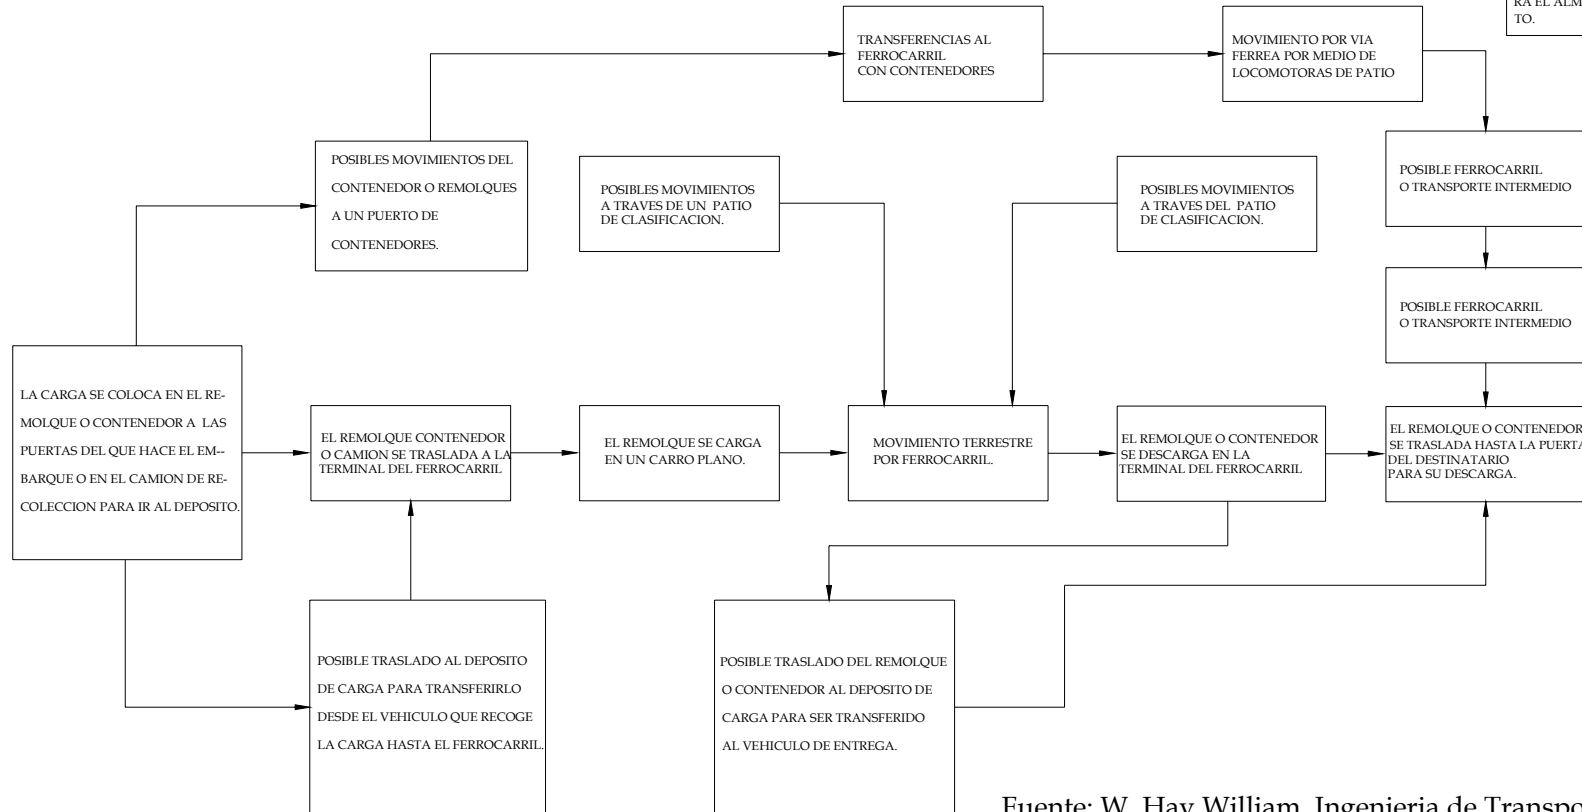 RA EL ALM
TO.
TRANSFERENCIAS AL
FERROCARRIL
CON CONTENEDORES
MOVIMIENTO POR VIA
FERREA POR MEDIO DE
LOCOMOTORAS DE PATIO
POSIBLES MOVIMIENTOS DEL
CONTENEDOR O REMOLQUES
A UN PUERTO DE
CONTENEDORES.
POSIBLES MOVIMIENTOS
A TRAVES DE UN PATIO
DE CLASIFICACION.
POSIBLES MOVIMIENTOS
A TRAVES DEL PATIO
DE CLASIFICACION.
POSIBLE FERROCARRIL
O TRANSPORTE INTERMEDIO
POSIBLE FERROCARRIL
O TRANSPORTE INTERMEDIO
LA CARGA SE COLOCA EN EL RE-
MOLQUE O CONTENEDOR A LAS
PUERTAS DEL QUE HACE EL EM--
BARQUE O EN EL CAMION DE RE-
COLECCION PARA IR AL DEPOSITO.
EL REMOLQUE CONTENEDOR
O CAMION SE TRASLADA A LA
TERMINAL DEL FERROCARRIL
EL REMOLQUE SE CARGA
EN UN CARRO PLANO.
MOVIMIENTO TERRESTRE
POR FERROCARRIL.
EL REMOLQUE O CONTENEDOR
SE DESCARGA EN LA
TERMINAL DEL FERROCARRIL
EL REMOLQUE O CONTENEDOR
SE TRASLADA HASTA LA PUERTA
DEL DESTINATARIO
PARA SU DESCARGA.
POSIBLE TRASLADO AL DEPOSITO
DE CARGA PARA TRANSFERIRLO
DESDE EL VEHICULO QUE RECOGE
LA CARGA HASTA EL FERROCARRIL.
POSIBLE TRASLADO DEL REMOLQUE
O CONTENEDOR AL DEPOSITO DE
CARGA PARA SER TRANSFERIDO
AL VEHICULO DE ENTREGA.
Fuente: W. Hay William. Ingenieria de Transpo